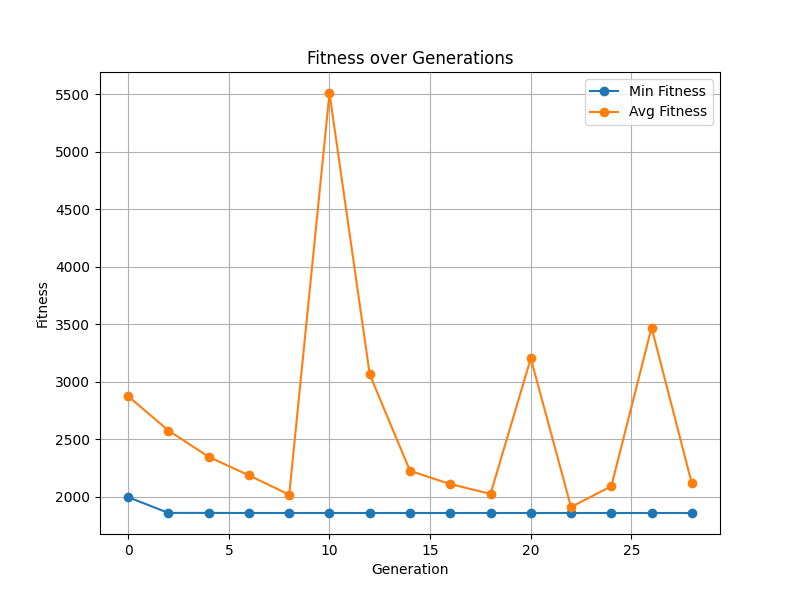 Fitness over Generations
Min Fitness
Avg Fitness
5500
5000
4500
4000
3500
3000
2500
2000
Fitness
0 5 10 15 20 25
Generation